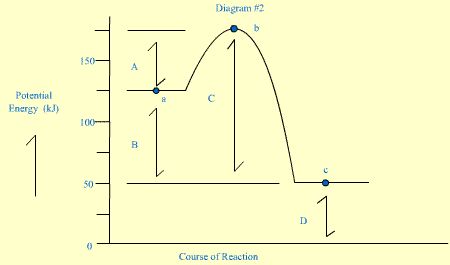 Diagram #2
b
150
A
a
C
Potential
Energy (kJ)
100
B
c
50
D
0
Course of Reaction